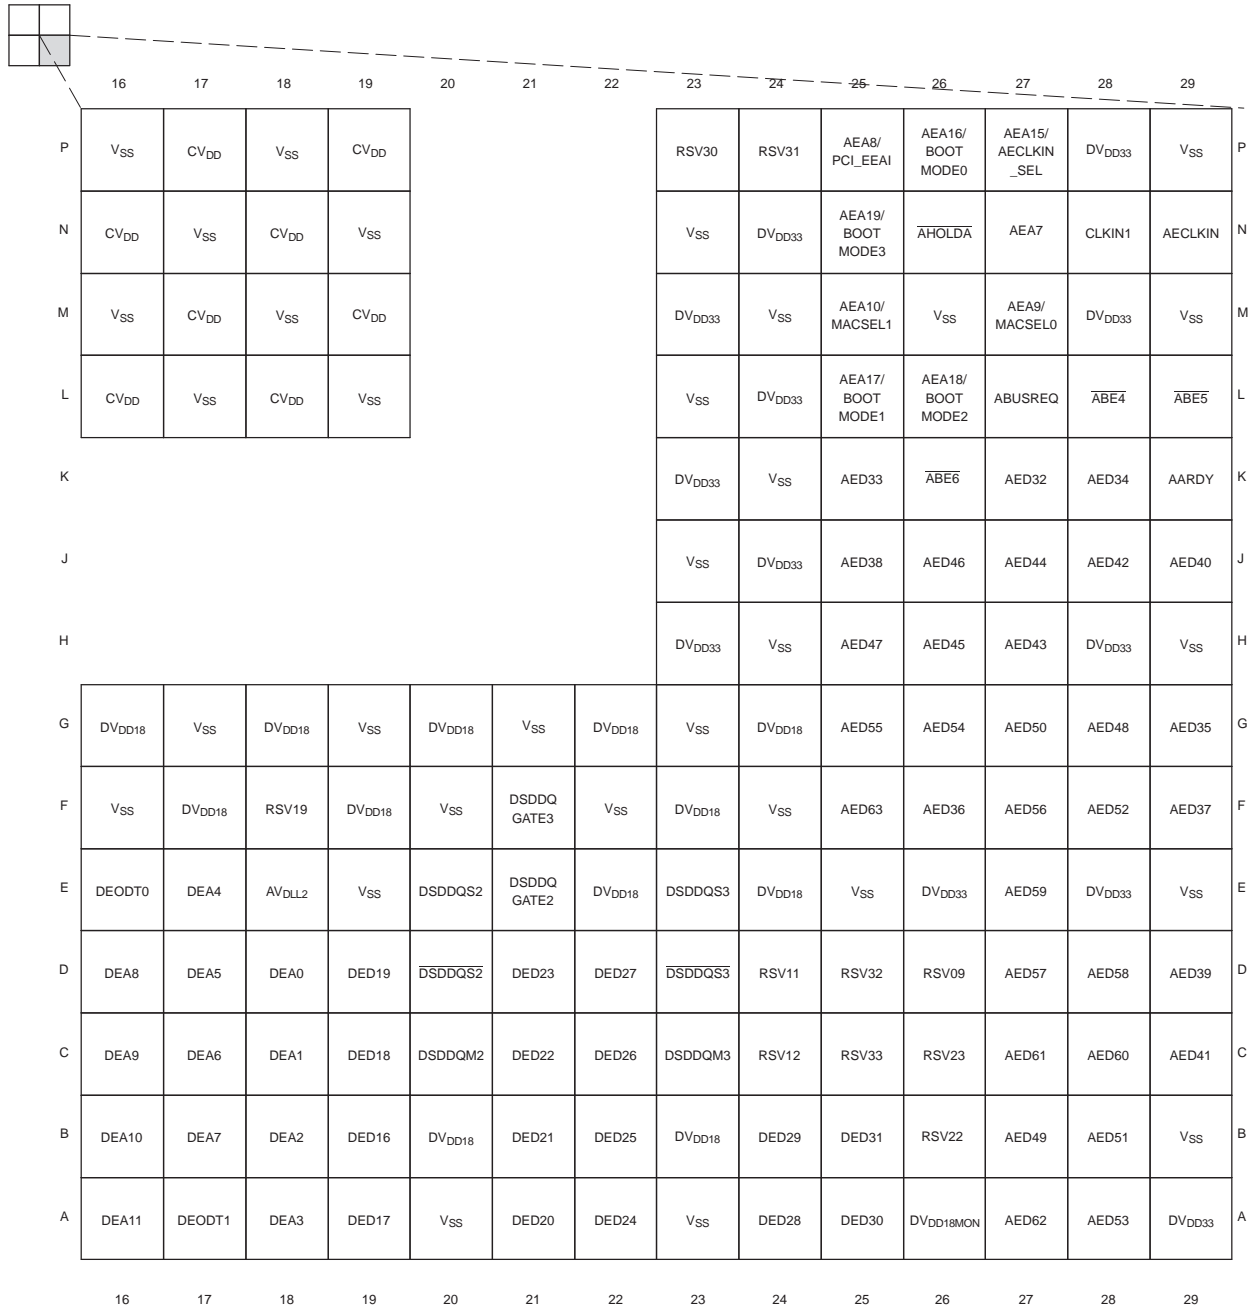 16 17 18 19 20 21 22 23 24 25 26 27 28 29
P VSS CVDD VSS CVDD RSV30 RSV31 AEA8/ PCI_EEAI AEA16/ BOOT MODE0 AEA15/ AECLKIN _SEL DVDD33 VSS P
N CVDD VSS CVDD VSS VSS DVDD33 AEA19/ BOOT MODE3 AHOLDA AEA7 CLKIN1 AECLKIN N
M VSS CVDD VSS CVDD DVDD33 VSS AEA10/ MACSEL1 VSS AEA9/ MACSEL0 DVDD33 VSS M
L CVDD VSS CVDD VSS VSS DVDD33 AEA17/ BOOT MODE1 AEA18/ BOOT MODE2 ABUSREQ ABE4 ABE5 L
K DVDD33 VSS AED33 ABE6 AED32 AED34 AARDY K
J VSS DVDD33 AED38 AED46 AED44 AED42 AED40 J
H DVDD33 VSS AED47 AED45 AED43 DVDD33 VSS H
G DVDD18 VSS DVDD18 VSS DVDD18 VSS DVDD18 VSS DVDD18 AED55 AED54 AED50 AED48 AED35 G
F VSS DVDD18 RSV19 DVDD18 VSS DSDDQ GATE3 VSS DVDD18 VSS AED63 AED36 AED56 AED52 AED37 F
E DEODT0 DEA4 AVDLL2 VSS DSDDQS2 DSDDQ GATE2 DVDD18 DSDDQS3 DVDD18 VSS DVDD33 AED59 DVDD33 VSS E
D DEA8 DEA5 DEA0 DED19 DSDDQS2 DED23 DED27 DSDDQS3 RSV11 RSV32 RSV09 AED57 AED58 AED39 D
C DEA9 DEA6 DEA1 DED18 DSDDQM2 DED22 DED26 DSDDQM3 RSV12 RSV33 RSV23 AED61 AED60 AED41 C
B DEA10 DEA7 DEA2 DED16 DVDD18 DED21 DED25 DVDD18 DED29 DED31 RSV22 AED49 AED51 VSS B
A DEA11 DEODT1 DEA3 DED17 VSS DED20 DED24 VSS DED28 DED30 DVDD18MON AED62 AED53 DVDD33 A
16 17 18 19 20 21 22 23 24 25 26 27 28 29